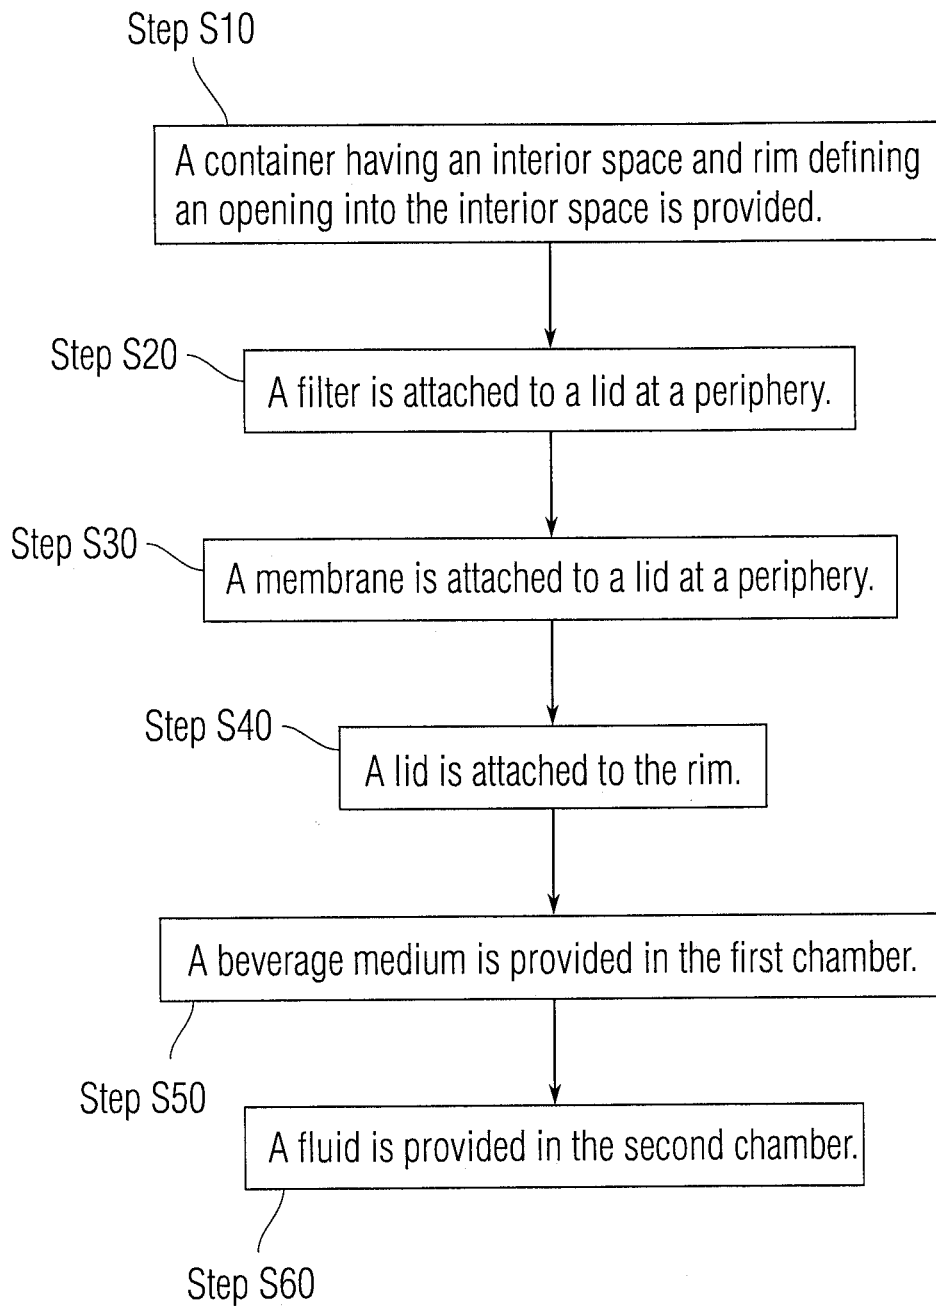 Step S10
A container having an interior space and rim defining
an opening into the interior space is provided.
Step S20
A filter is attached to a lid at a periphery.
Step S30
A membrane is attached to a lid at a periphery.
Step S40
A lid is attached to the rim.
A beverage medium is provided in the first chamber.
Step S50
A fluid is provided in the second chamber.
Step S60